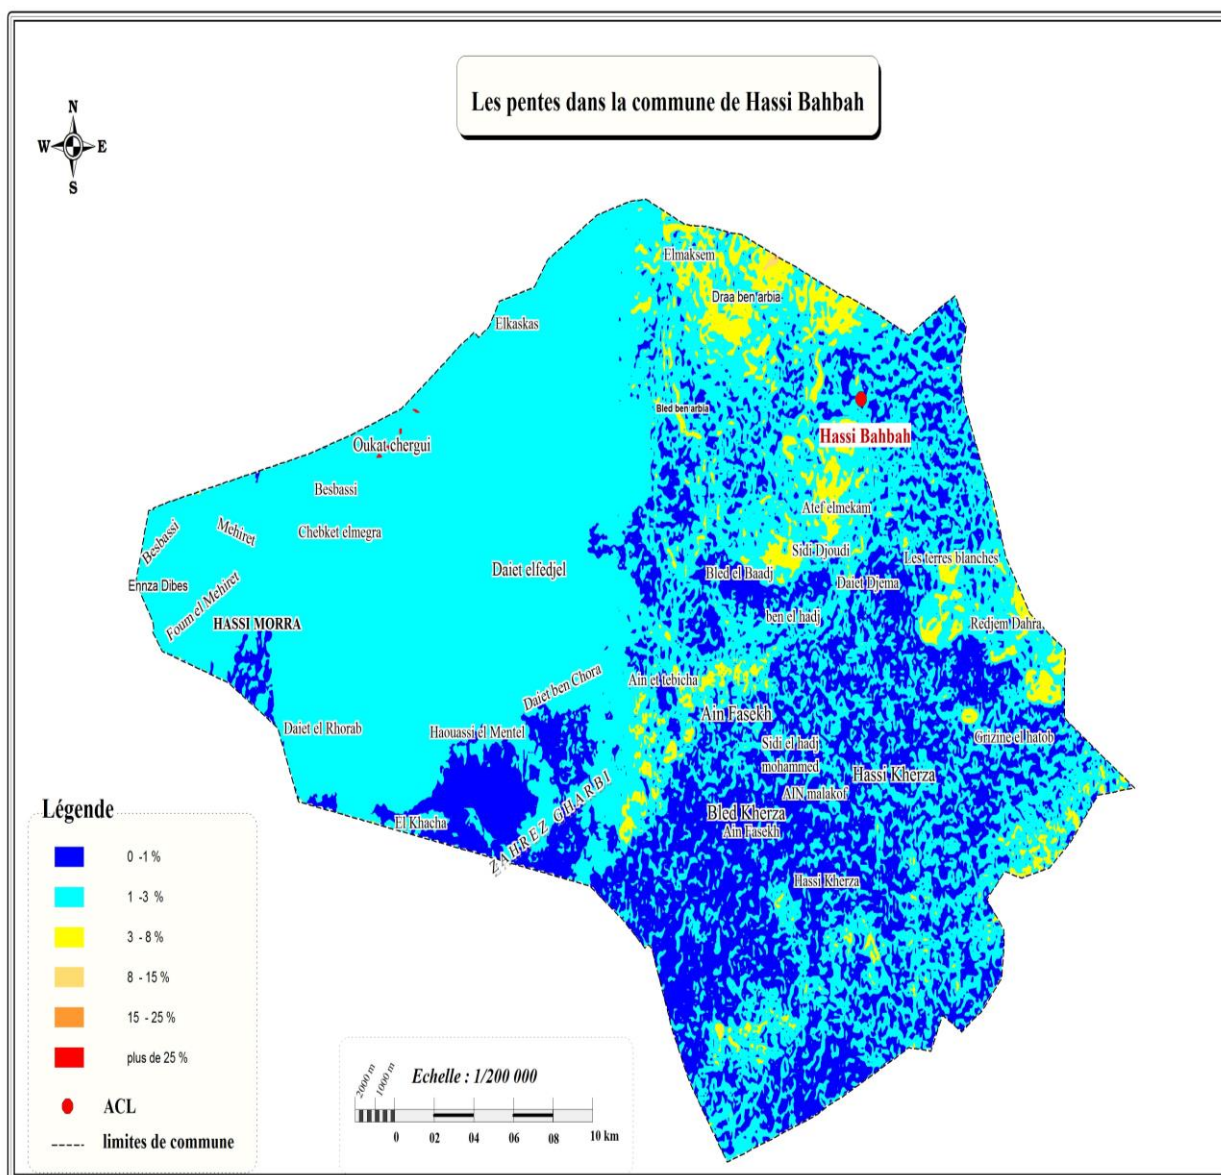 Les pentes dans la commune de Hassi Bahbah
N
W E
S
Elmaksem
Draa ben arbia
Elkaskas
Bled ben arbia
Hassi Bahbah
Oukat chergui
Besbassi
Atef elmekam
Mehiret
Chebket elmegra
Besbassi
Sidi Djoudi
Les terres blanches
Daiet elfedjel
Bled el Baadj
Daiet Djema
Ennza Dibes
Foum el Mehiret
ben el hadj
HASSI MORRA
Redjem Dahra
Ain et tebicha
Daiet ben Chora
Ain Fasekh
Daiet el Rhorab
Haouassi el Mentel
Sidi el hadj
mohammed
Grizine el hatob
Hassi Kherza
AIN malakof
ZAHREZ GHARBI
Bled Kherza
El Khacha
Ain Fasekh
Hassi Kherza
Légende
0 -1 %
1 -3 %
3 - 8 %
8 - 15 %
15 - 25 %
plus de 25 %
ACL
limites de commune
Echelle : 1/200 000
2000 m
1000 m
0 02 04 06 08 10 km